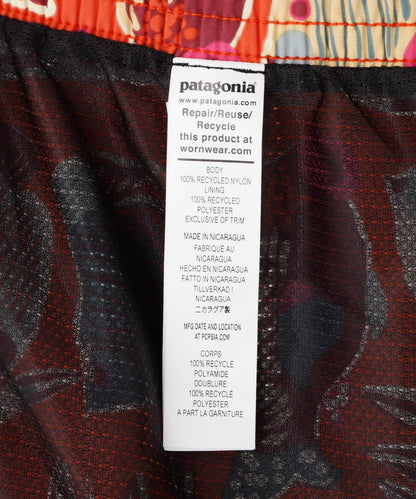 patagonia
www.patagonia.com
Repair/Reuse/
Recycle
this product at
wornwear.com
BODY
100% RECYCLED NYLON
LINING
100% RECYCLED
POLYESTER
EXCLUSIVE OF TRIM
MADE IN NICARAGUA
FABRIQUÉ AU
NICARAGUA
HECHO EN NICARAGUA
FATTO IN NICARAGUA
TILLVERKAD I
NICARAGUA
ニカラグア製
MFG DATE AND LOCATION
AT PCPSIA.COM
CORPS:
100% RECYCLE
POLYAMIDE
DOUBLURE:
100% RECYCLE
POLYESTER
A PART LA GARNITURE